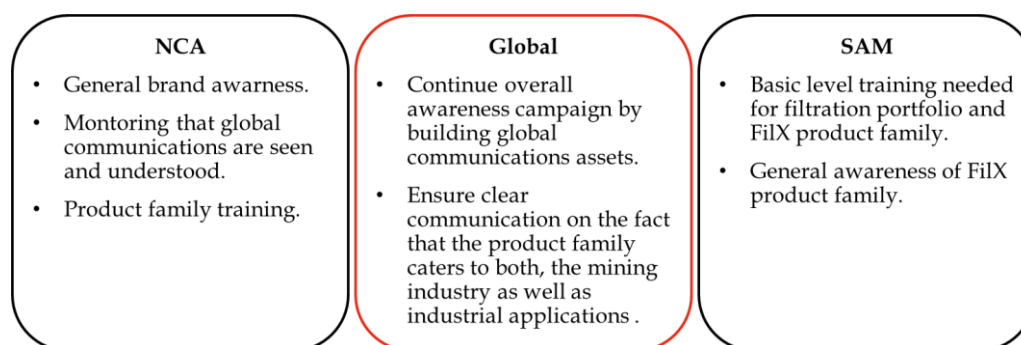 NCA
• General brand awarness.
• Montoring that global
communications are seen
and understood.
• Product family training.
Global
• Continue overall
awareness campaign by
building global
communications assets.
• Ensure clear
communication on the fact
that the product family
caters to both, the mining
industry as well as
industrial applications .
SAM
• Basic level training needed
for filtration portfolio and
FilX product family.
• General awareness of FilX
product family.